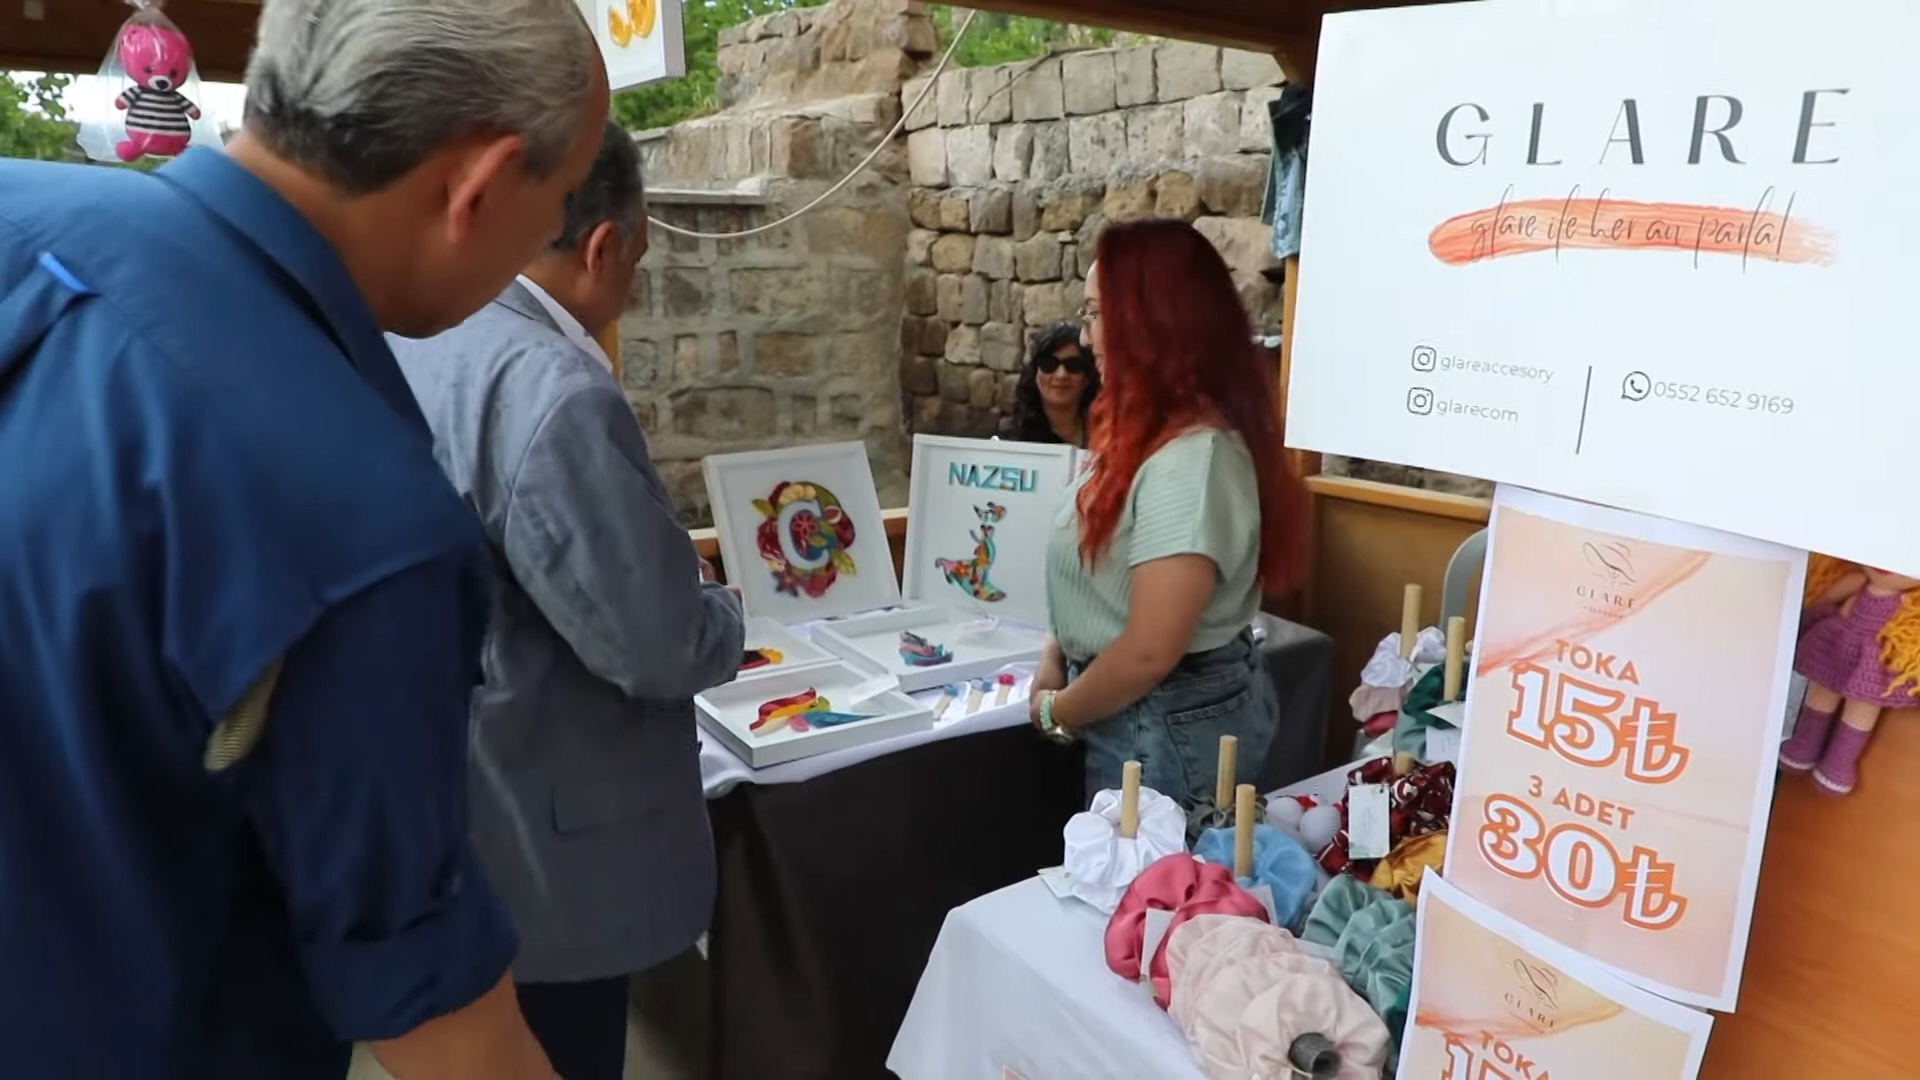 GLARE
glare ile her an parla!
glareaccesory
glarecom
0552 652 9169
NAZSU
C
GLARE
TOKA
15₺
3 ADET
30₺
GLARE
TOKA